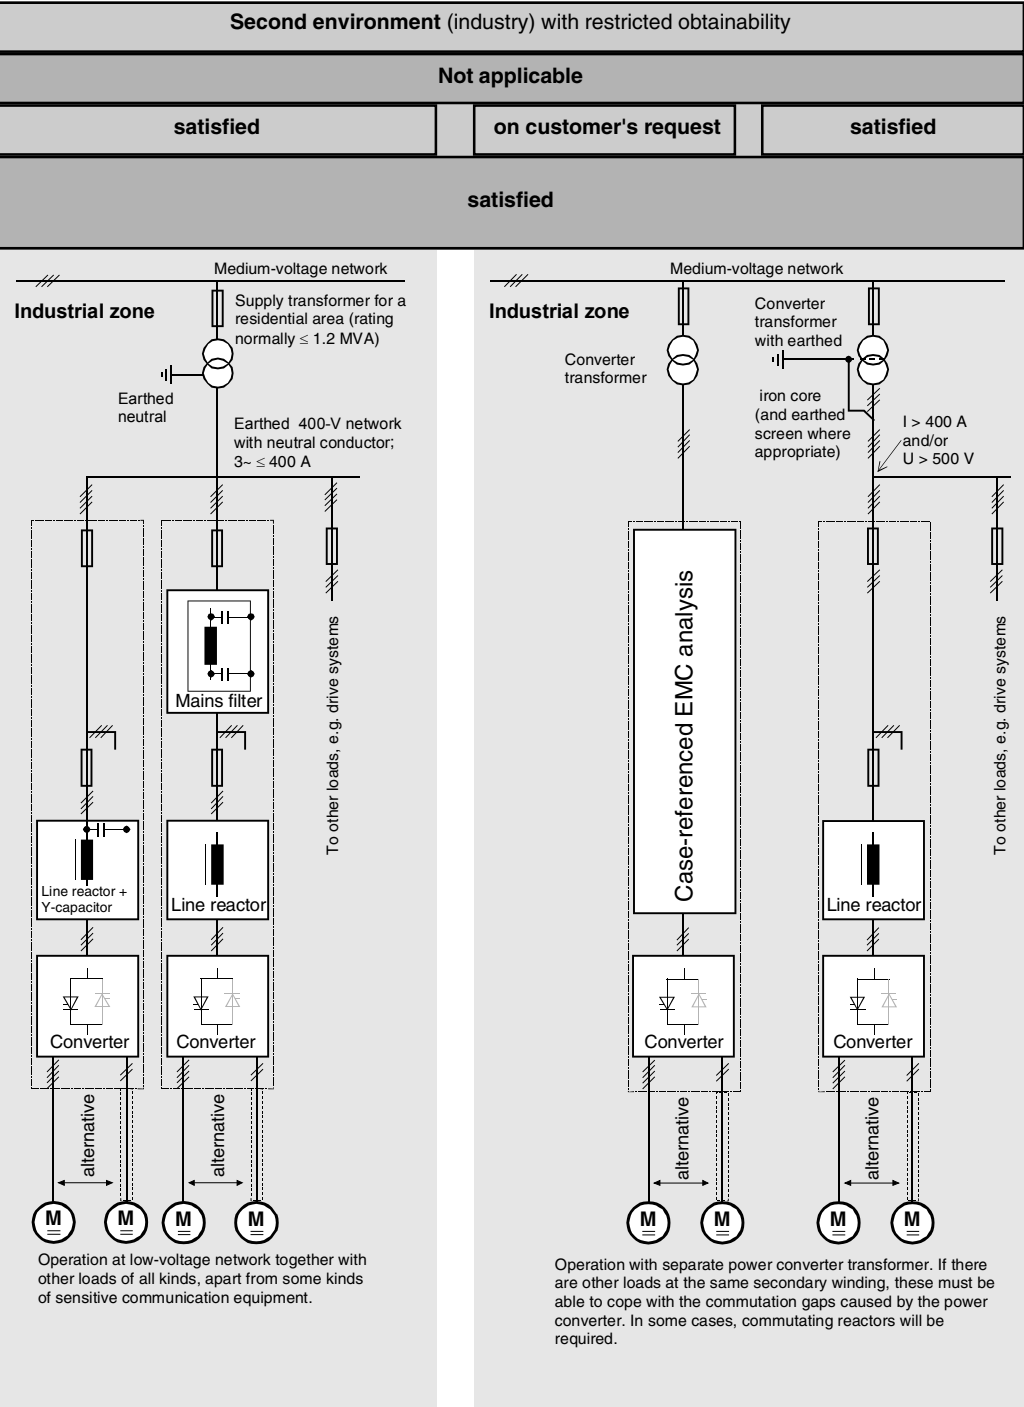 Second environment (industry) with restricted obtainability
Not applicable
satisfied
on customer's request
satisfied
satisfied
Medium-voltage network
Industrial zone
Supply transformer for a
residential area (rating
normally ≤ 1.2 MVA)
Earthed
neutral
Earthed 400-V network
with neutral conductor;
3~ ≤ 400 A
Mains filter
To other loads, e.g. drive systems
Line reactor +
Y-capacitor
Line reactor
Converter
Converter
alternative
alternative
M
M
M
M
Operation at low-voltage network together with
other loads of all kinds, apart from some kinds
of sensitive communication equipment.
Medium-voltage network
Industrial zone
Converter
transformer
Converter
transformer
with earthed
iron core
(and earthed
screen where
appropriate)
I > 400 A
and/or
U > 500 V
Case-referenced EMC analysis
To other loads, e.g. drive systems
Line reactor
Converter
Converter
alternative
alternative
M
M
M
M
Operation with separate power converter transformer. If there
are other loads at the same secondary winding, these must be
able to cope with the commutation gaps caused by the power
converter. In some cases, commutating reactors will be
required.